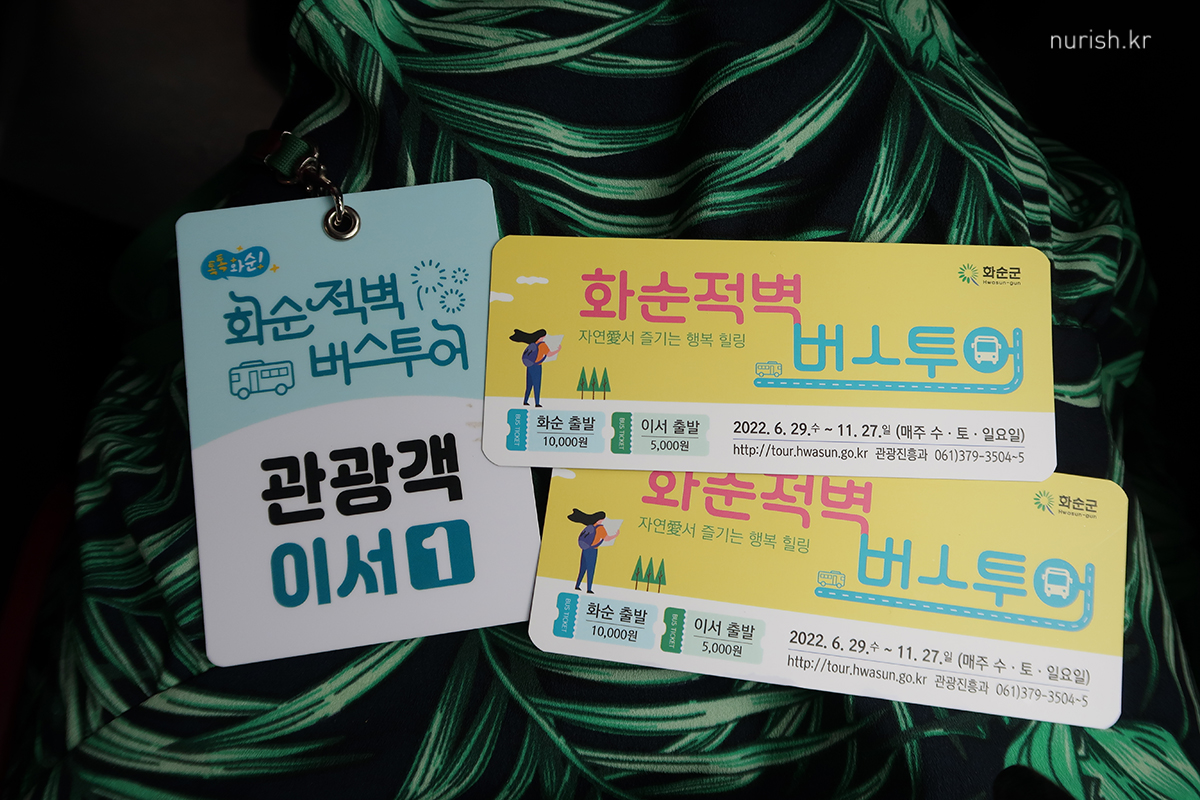 nurish.kr
톡톡화순!
화순적벽
버스투어
관광객
이서 1
화순군
Hwasun-gun
화순적벽
자연愛서 즐기는 행복 힐링
버스투어
BUS TICKET
화순 출발
10,000원
BUS TICKET
이서 출발
5,000원
2022. 6. 29.수 ~ 11. 27.일 (매주 수 · 토 · 일요일)
http://tour.hwasun.go.kr 관광진흥과 061)379-3504~5
화순군
Hwasun-gun
화순적벽
자연愛서 즐기는 행복 힐링
버스투어
BUS TICKET
화순 출발
10,000원
BUS TICKET
이서 출발
5,000원
2022. 6. 29.수 ~ 11. 27.일 (매주 수 · 토 · 일요일)
http://tour.hwasun.go.kr 관광진흥과 061)379-3504~5